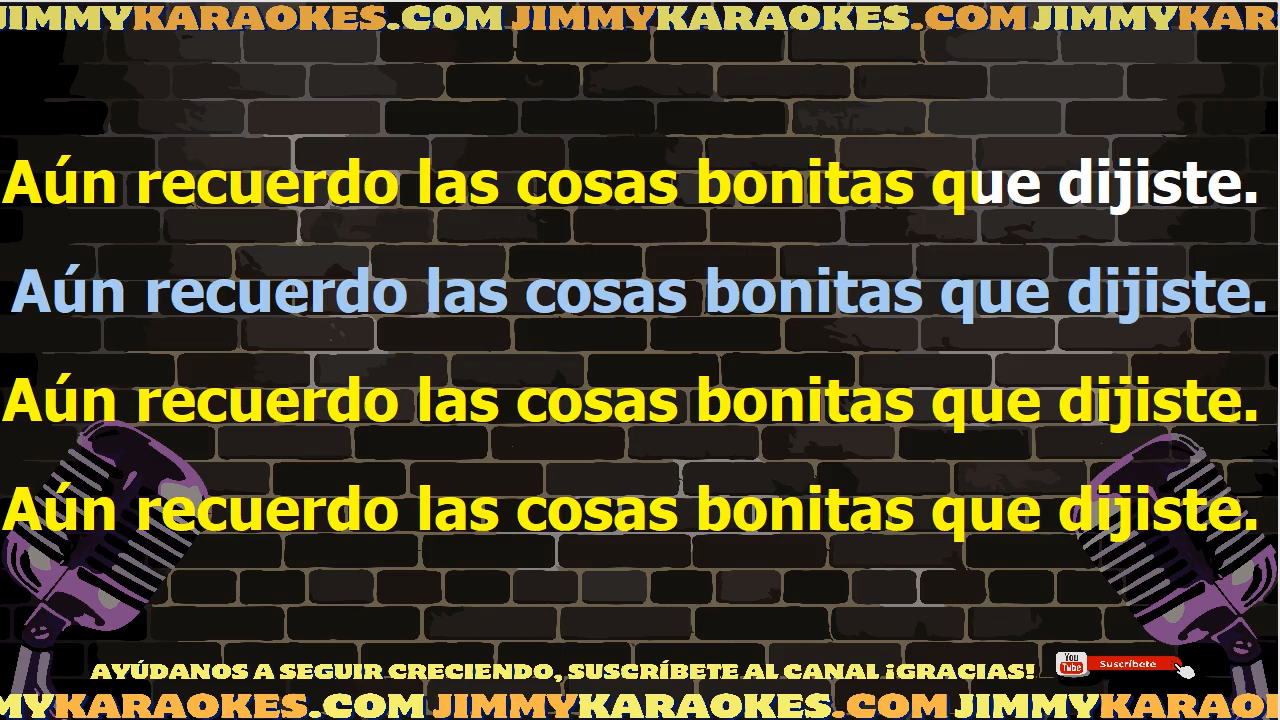 JIMMYKARAOKES.COM JIMMYKARAOKES.COM JIMMYKAR
Aún recuerdo las cosas bonitas que dijiste.
Aún recuerdo las cosas bonitas que dijiste.
Aún recuerdo las cosas bonitas que dijiste.
Aún recuerdo las cosas bonitas que dijiste.
AYÚDANOS A SEGUIR CRECIENDO, SUSCRÍBETE AL CANAL ¡GRACIAS! You Tube Suscríbete
MYKARAOKES.COM JIMMYKARAOKES.COM JIMMYKARAO